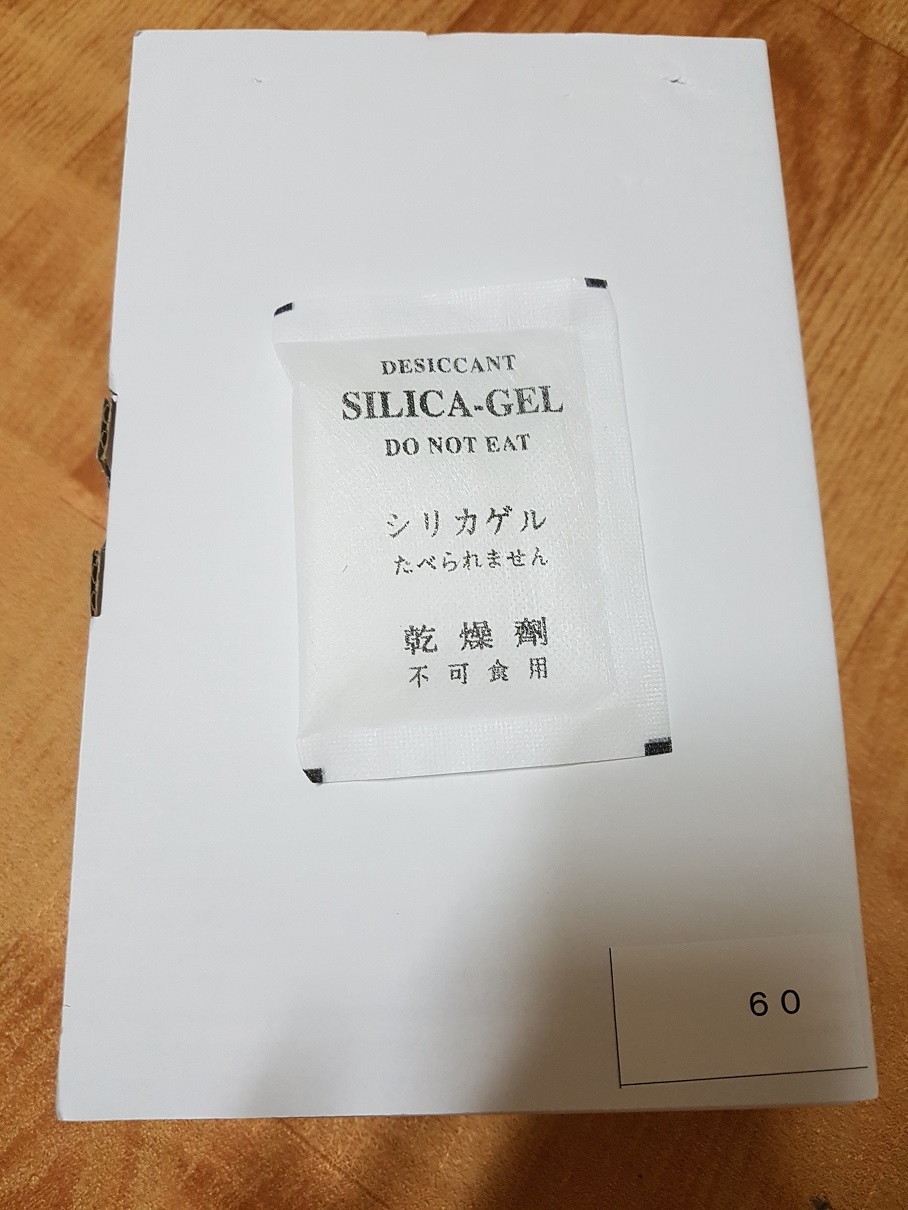 DESICCANT
SILICA-GEL
DO NOT EAT
シリカゲル
たべられません
乾燥劑
不可食用
60